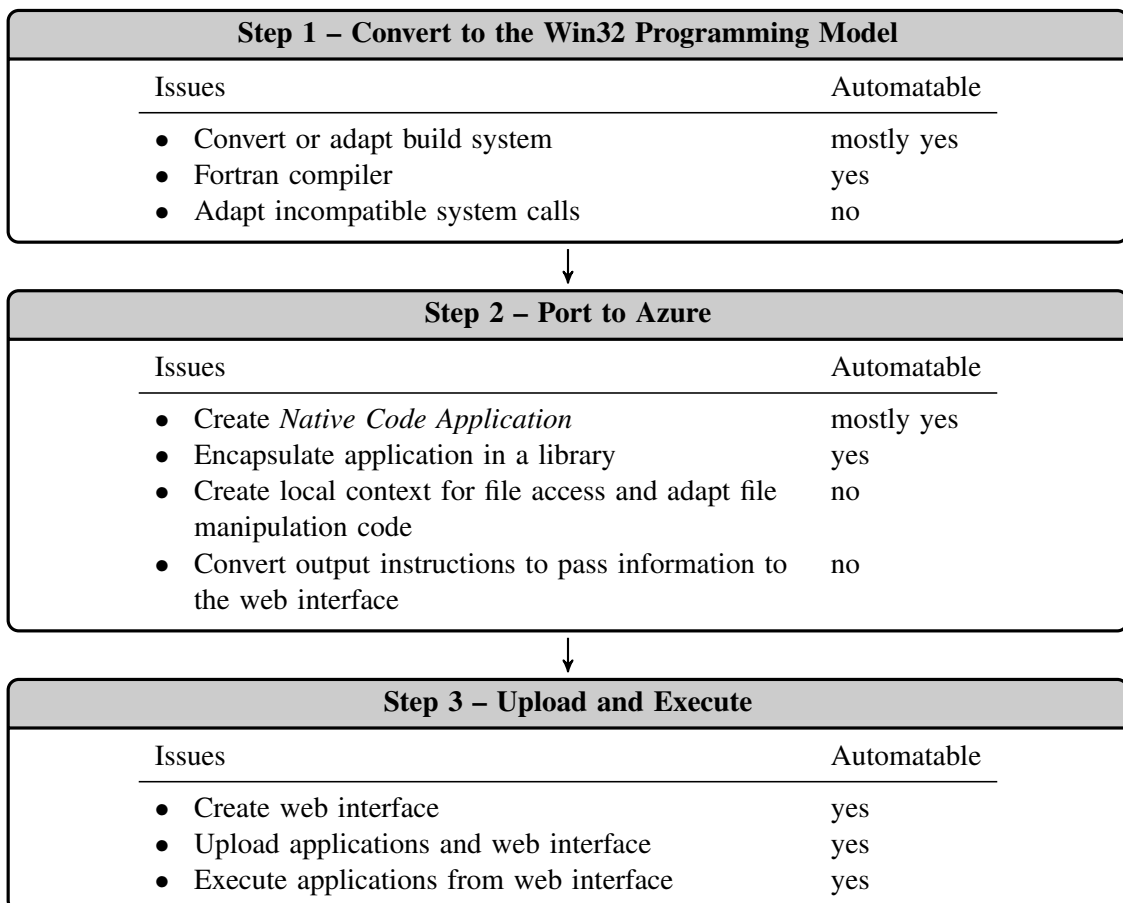 Step 1 – Convert to the Win32 Programming Model
Issues Automatable
• Convert or adapt build system mostly yes
• Fortran compiler yes
• Adapt incompatible system calls no
Step 2 – Port to Azure
Issues Automatable
• Create Native Code Application mostly yes
• Encapsulate application in a library yes
• Create local context for file access and adapt file no
manipulation code
• Convert output instructions to pass information to no
the web interface
Step 3 – Upload and Execute
Issues Automatable
• Create web interface yes
• Upload applications and web interface yes
• Execute applications from web interface yes